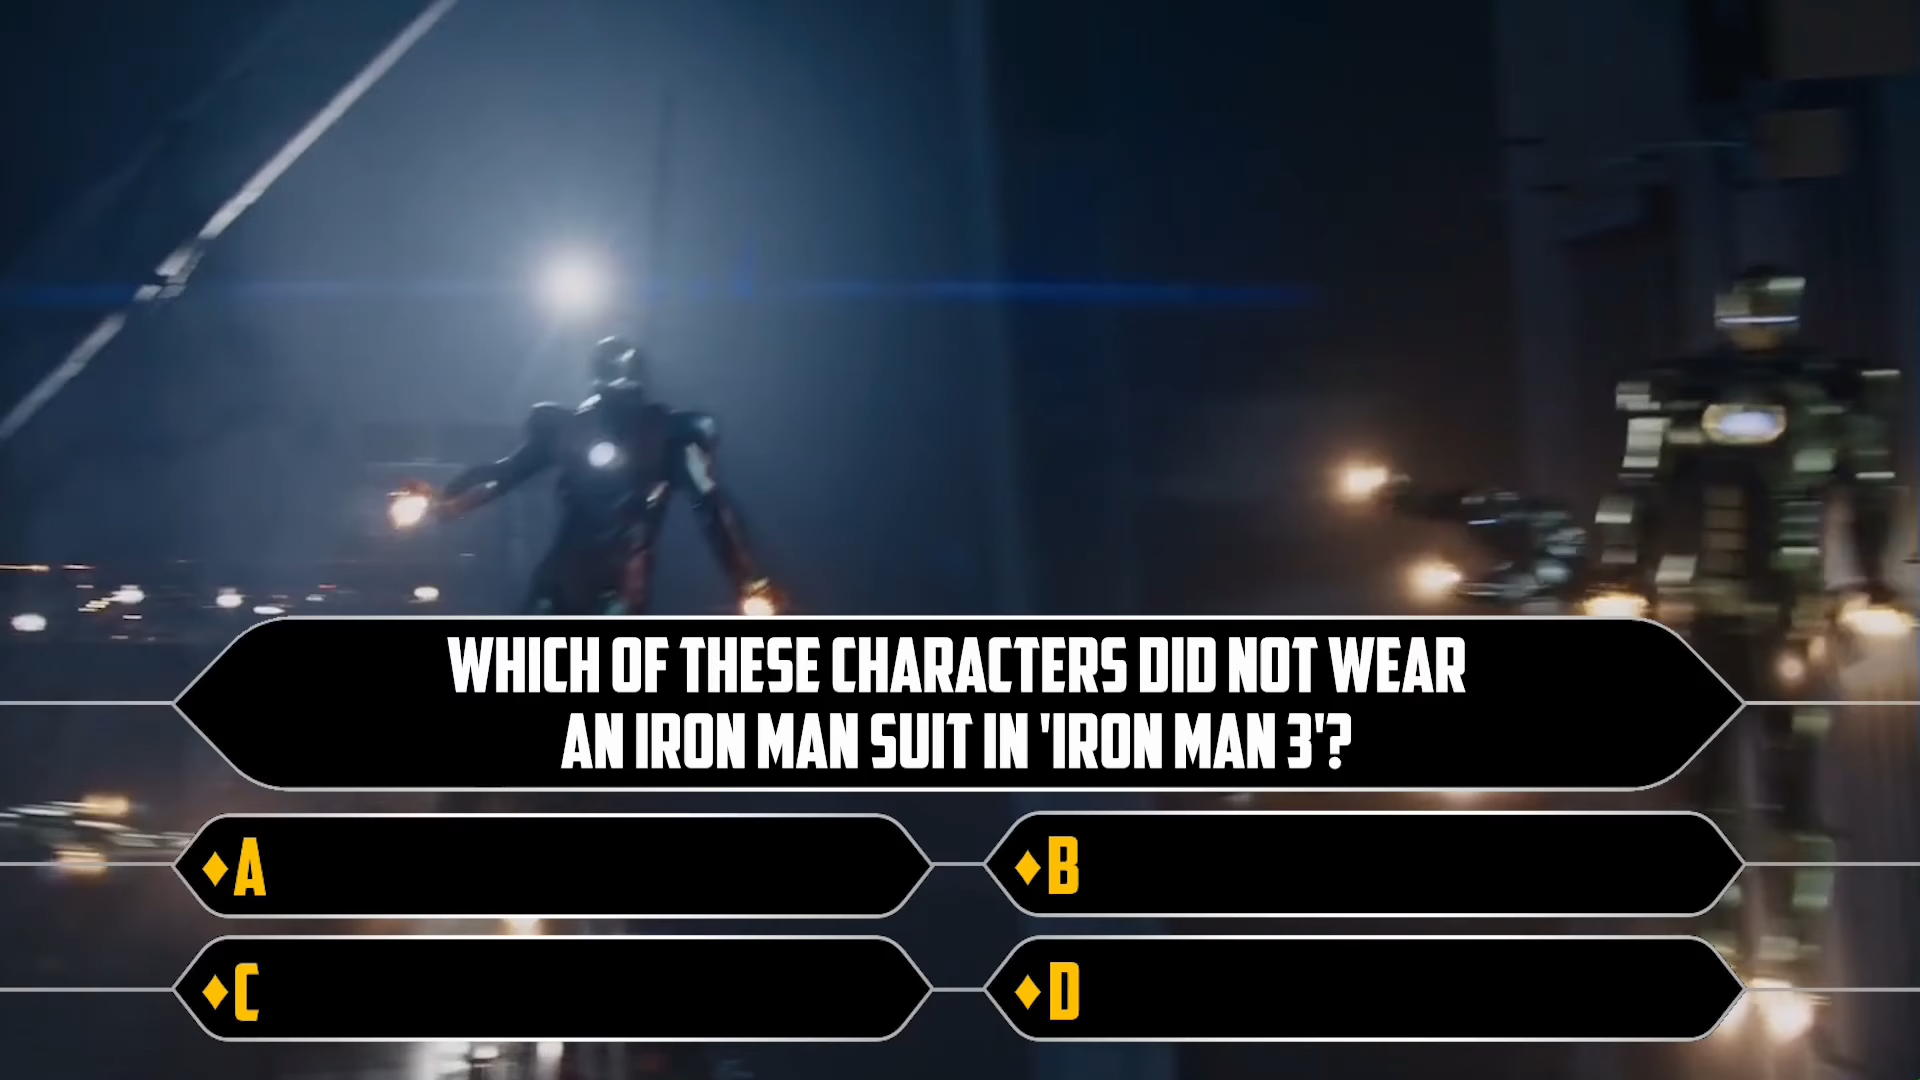 WHICH OF THESE CHARACTERS DID NOT WEAR
AN IRON MAN SUIT IN 'IRON MAN 3'?
♦A
♦B
♦C
♦D